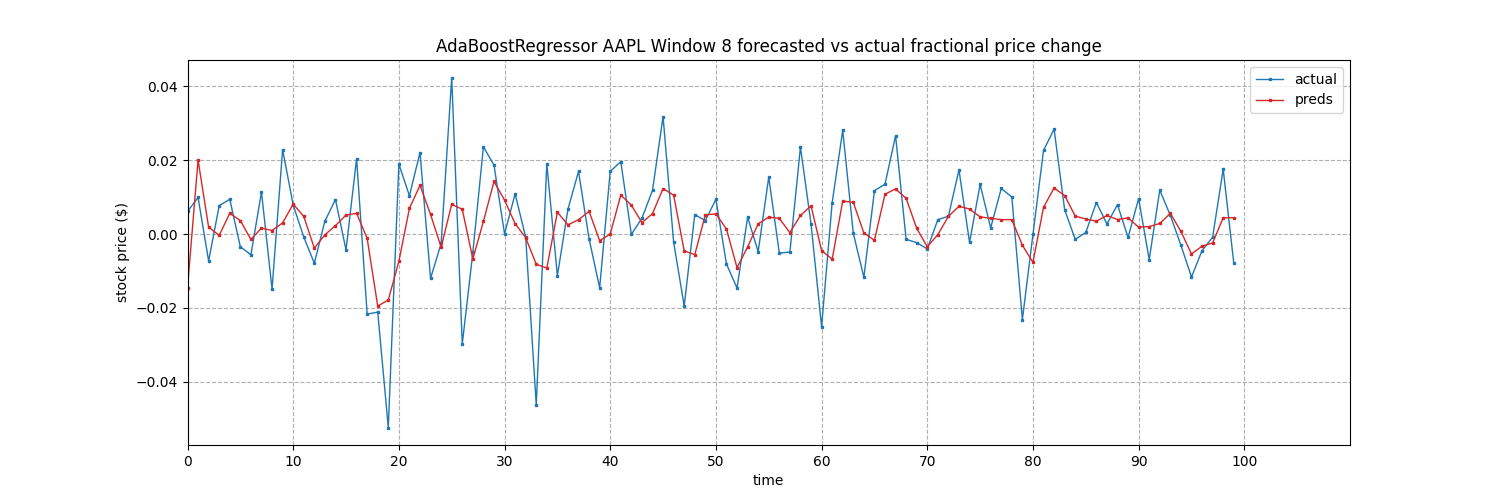 AdaBoostRegressor AAPL Window 8 forecasted vs actual fractional price change
actual
preds
0.04
0.02
0.00
−0.02
−0.04
stock price ($)
0 10 20 30 40 50 60 70 80 90 100
time